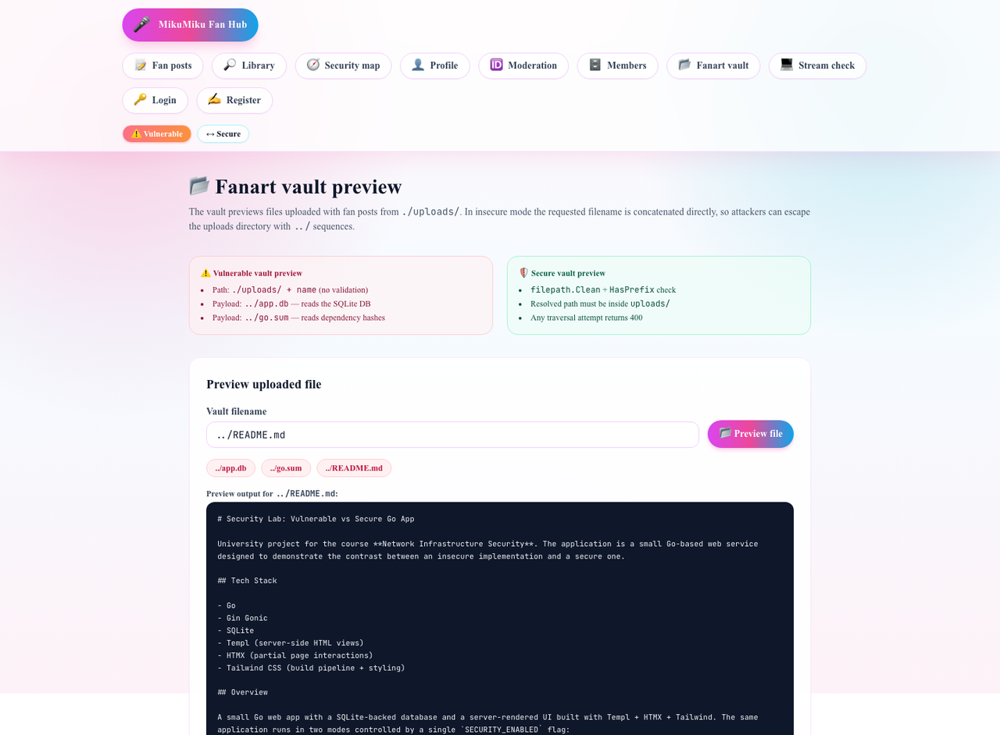 🎤 MikuMiku Fan Hub
📝 Fan posts 🔎 Library 🧭 Security map 👤 Profile 🆔 Moderation 🗄️ Members 📂 Fanart vault 💻 Stream check
🔑 Login ✍️ Register
⚠️ Vulnerable ↔ Secure
📂 Fanart vault preview
The vault previews files uploaded with fan posts from ./uploads/. In insecure mode the requested filename is concatenated directly, so attackers can escape
the uploads directory with ../ sequences.
⚠️ Vulnerable vault preview
• Path: ./uploads/ + name (no validation)
• Payload: ../app.db — reads the SQLite DB
• Payload: ../go.sum — reads dependency hashes
🛡️ Secure vault preview
• filepath.Clean + HasPrefix check
• Resolved path must be inside uploads/
• Any traversal attempt returns 400
Preview uploaded file
Vault filename
../README.md
📂 Preview file
../app.db ../go.sum ../README.md
Preview output for ../README.md:
# Security Lab: Vulnerable vs Secure Go App
University project for the course **Network Infrastructure Security**. The application is a small Go-based web service
designed to demonstrate the contrast between an insecure implementation and a secure one.
## Tech Stack
- Go
- Gin Gonic
- SQLite
- Templ (server-side HTML views)
- HTMX (partial page interactions)
- Tailwind CSS (build pipeline + styling)
## Overview
A small Go web app with a SQLite-backed database and a server-rendered UI built with Templ + HTMX + Tailwind. The same
application runs in two modes controlled by a single `SECURITY_ENABLED` flag: